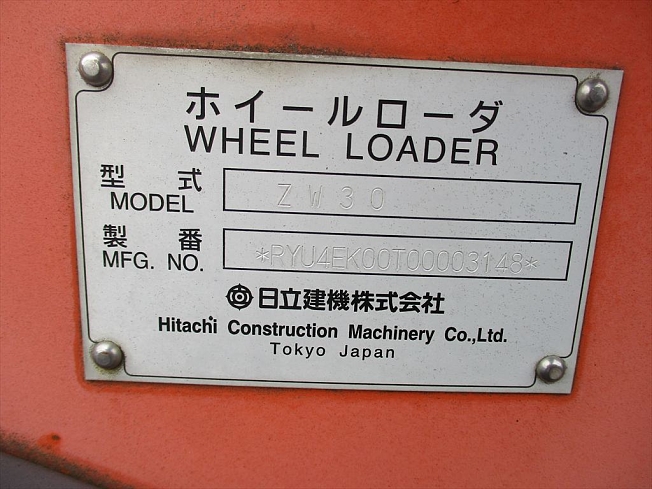 ホイールローダ
WHEEL LOADER
型式 ZW30
MODEL
製番 *RYU4EK00T00003148*
MFG. NO.
日立建機株式会社
Hitachi Construction Machinery Co.,Ltd.
Tokyo Japan